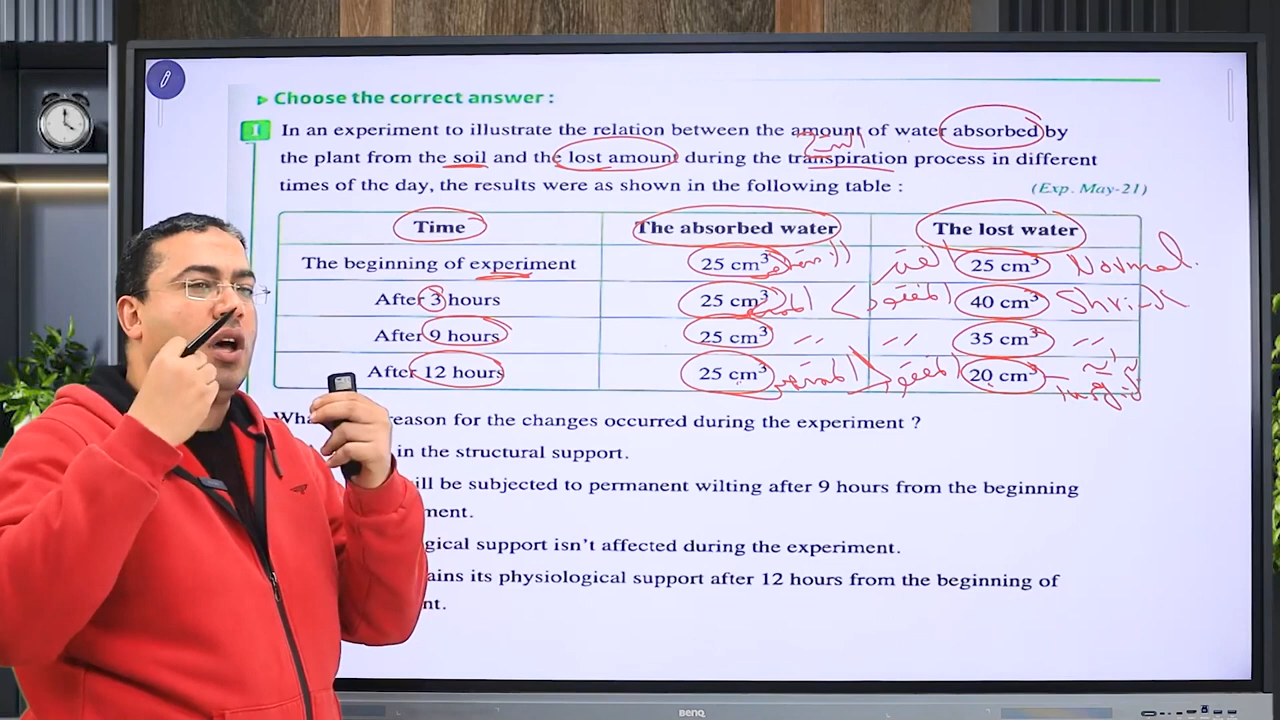 Choose the correct answer :
1 In an experiment to illustrate the relation between the amount of water absorbed by
النتح
the plant from the soil and the lost amount during the transpiration process in different
times of the day, the results were as shown in the following table :
(Exp. May-21)
Time The absorbed water The lost water
The beginning of experiment 25 cm³ 25 cm³ Normal.
After 3 hours 25 cm³ < المفقود 40 cm³
After 9 hours 25 cm³ 35 cm³
After 12 hours 25 cm³ المفقود 20 cm³
reason for the changes occurred during the experiment ?
in the structural support.
ill be subjected to permanent wilting after 9 hours from the beginning
ment.
gical support isn't affected during the experiment.
ains its physiological support after 12 hours from the beginning of
nt.
BENQ